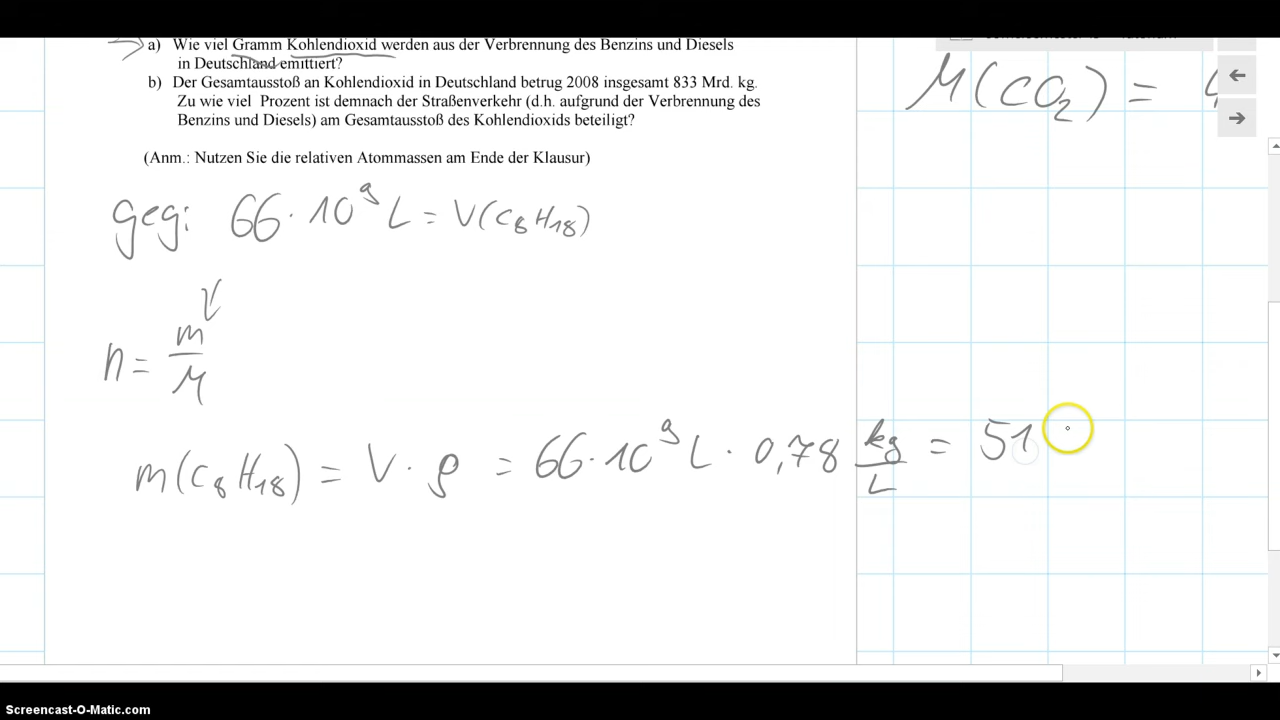 a) Wie viel Gramm Kohlendioxid werden aus der Verbrennung des Benzins und Diesels
in Deutschland emittiert?
b) Der Gesamtausstoß an Kohlendioxid in Deutschland betrug 2008 insgesamt 833 Mrd. kg.
Zu wie viel Prozent ist demnach der Straßenverkehr (d.h. aufgrund der Verbrennung des
Benzins und Diesels) am Gesamtausstoß des Kohlendioxids beteiligt?
(Anm.: Nutzen Sie die relativen Atommassen am Ende der Klausur)
M(CO₂) = 4
geg: 66·10⁹ L = V(C₈H₁₈)
n = m/M
m(C₈H₁₈) = V·ρ = 66·10⁹ L · 0,78 kg/L = 51
Screencast-O-Matic.com